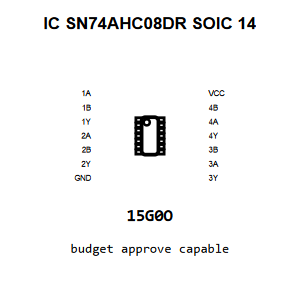 IC SN74AHC08DR SOIC 14
1A VCC
1B 4B
1Y 4A
2A 4Y
2B 3B
2Y 3A
GND 3Y
15G0O
budget approve capable